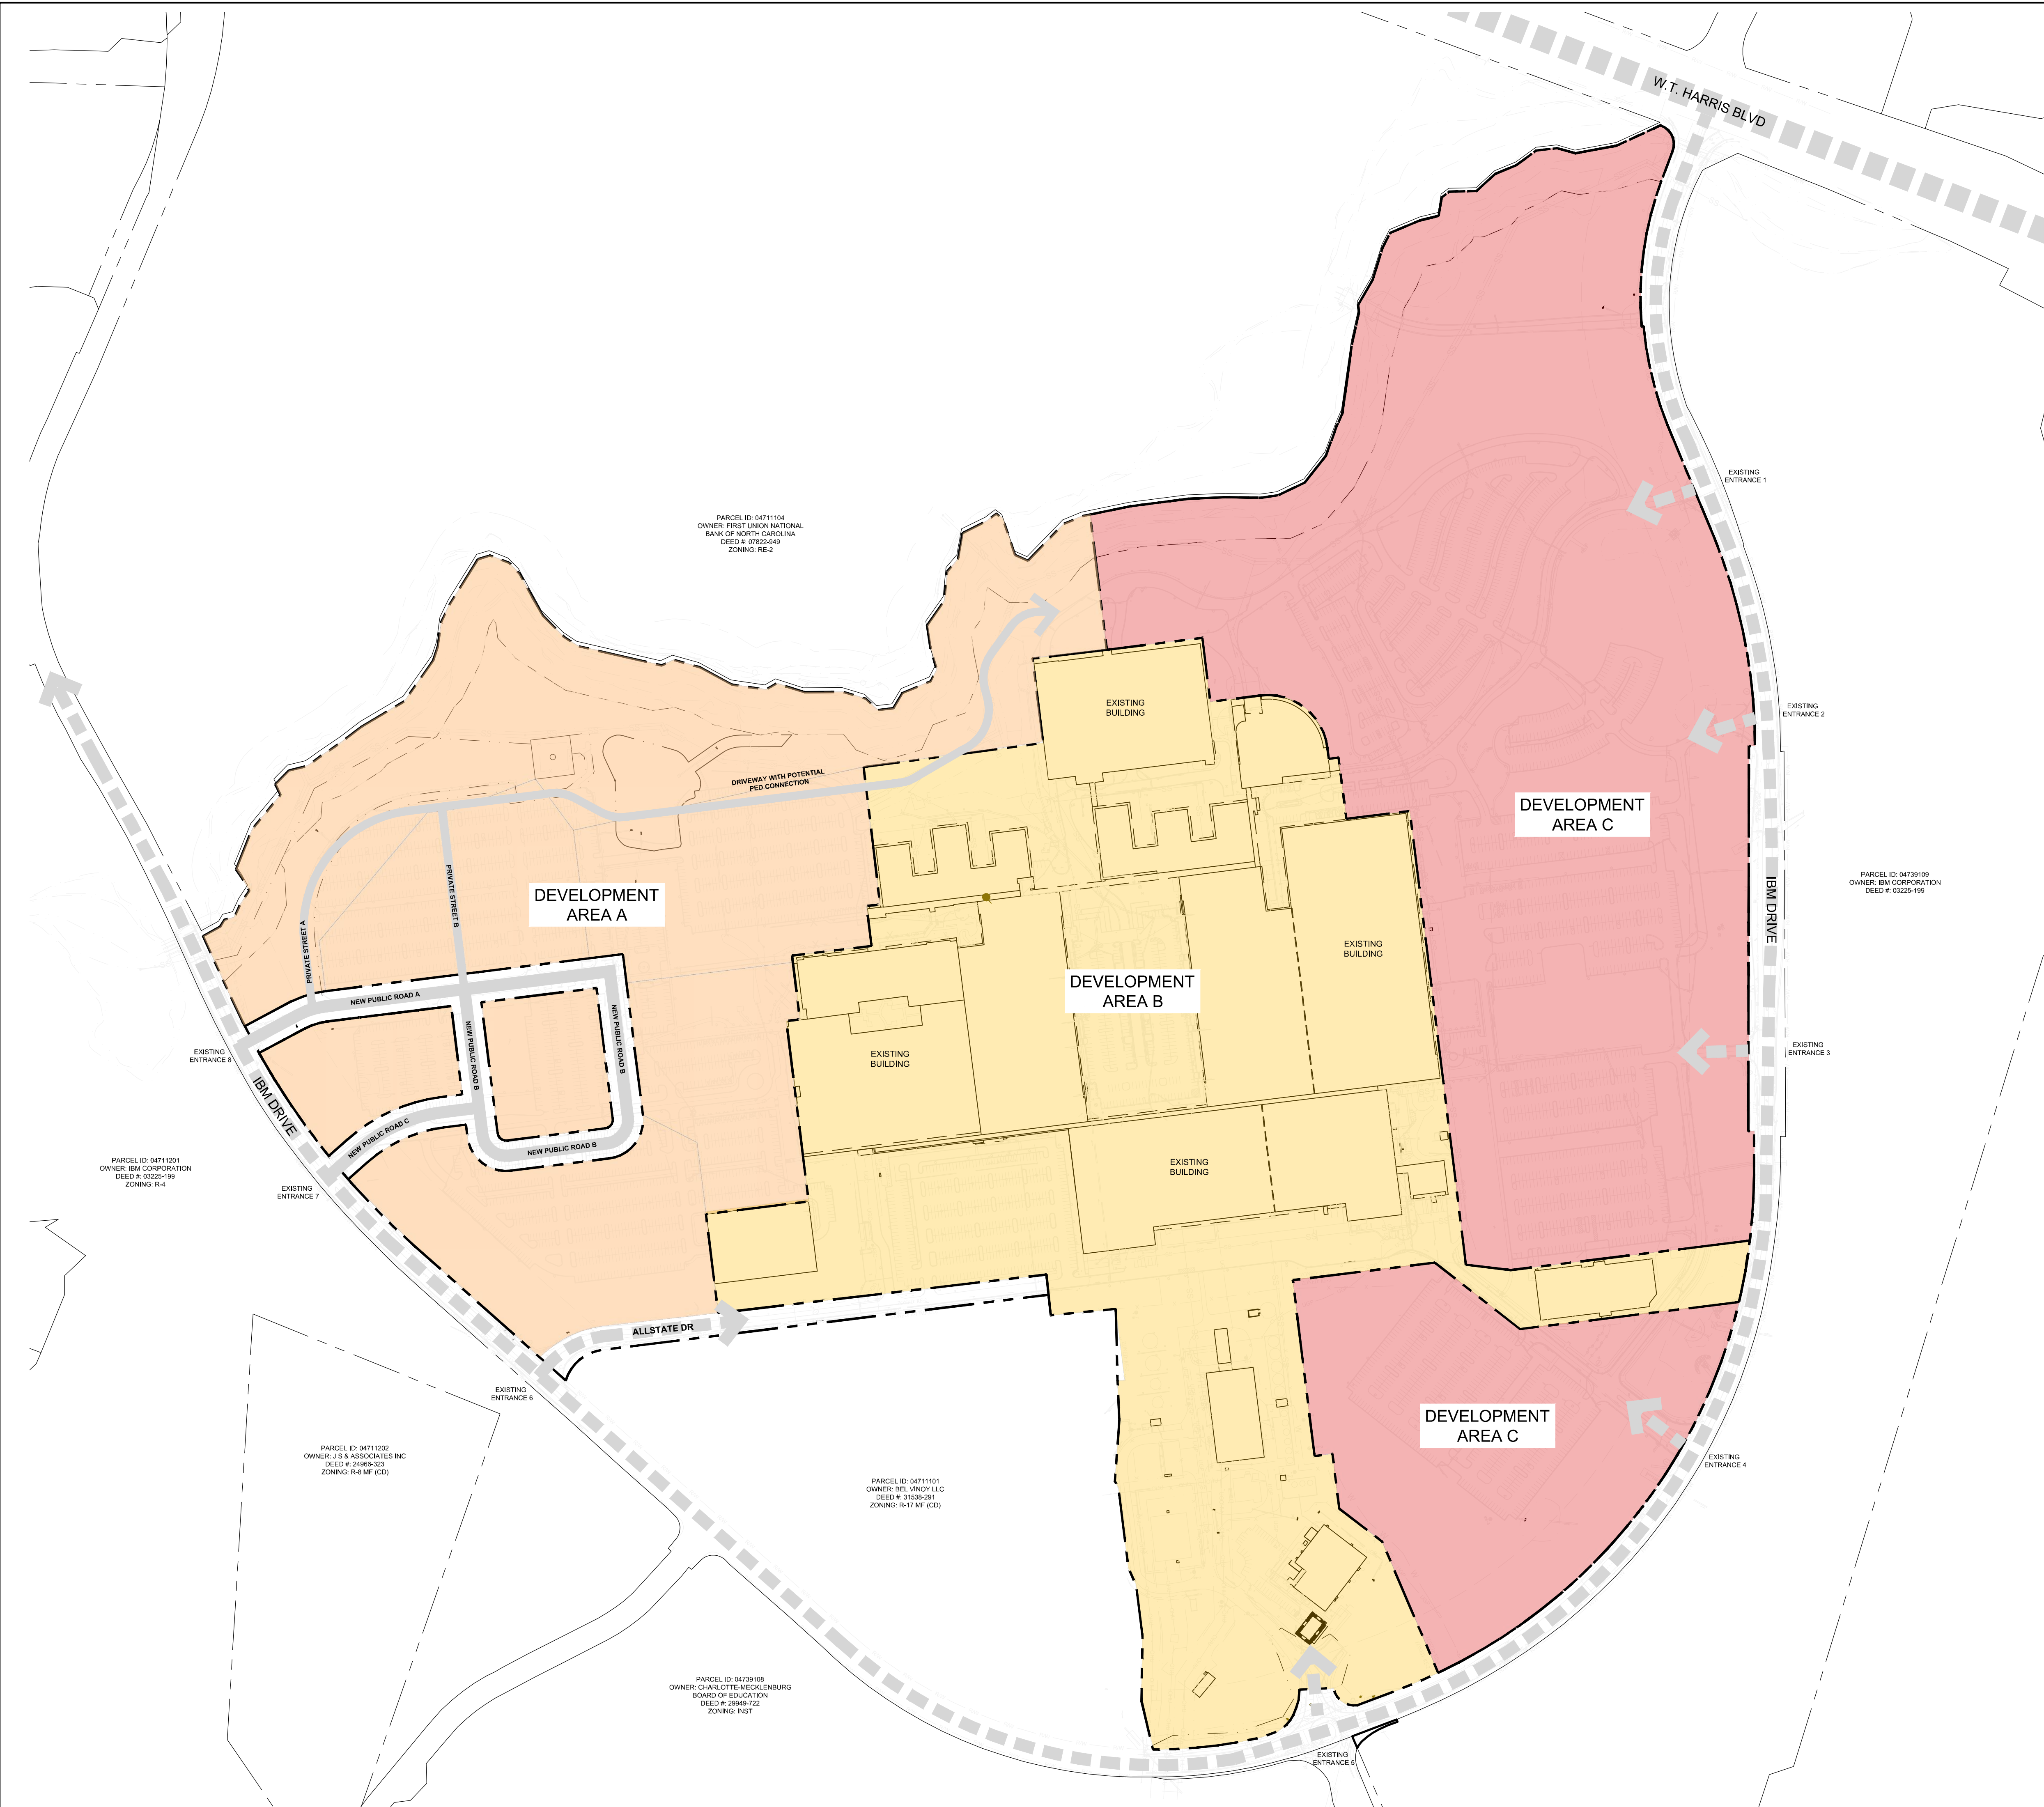 W.T. HARRIS BLVD
EXISTING
ENTRANCE 1
PARCEL ID: 04711104
OWNER: FIRST UNION NATIONAL
BANK OF NORTH CAROLINA
DEED #: 07822-949
ZONING: RE-2
EXISTING
BUILDING
EXISTING
ENTRANCE 2
DRIVEWAY WITH POTENTIAL
PED CONNECTION
DEVELOPMENT
AREA C
PARCEL ID: 04739109
OWNER: IBM CORPORATION
DEED #: 03225-199
IBM DRIVE
PRIVATE STREET B
DEVELOPMENT
AREA A
PRIVATE STREET A
EXISTING
BUILDING
DEVELOPMENT
AREA B
NEW PUBLIC ROAD A
NEW PUBLIC ROAD B
NEW PUBLIC ROAD B
EXISTING
ENTRANCE 8
EXISTING
BUILDING
EXISTING
ENTRANCE 3
IBM DRIVE
NEW PUBLIC ROAD C
NEW PUBLIC ROAD B
PARCEL ID: 04711201
OWNER: IBM CORPORATION
DEED #: 03225-199
ZONING: R-4
EXISTING
ENTRANCE 7
EXISTING
BUILDING
ALLSTATE DR
EXISTING
ENTRANCE 6
DEVELOPMENT
AREA C
PARCEL ID: 04711202
OWNER: J S & ASSOCIATES INC
DEED #: 24966-323
ZONING: R-8 MF (CD)
EXISTING
ENTRANCE 4
PARCEL ID: 04711101
OWNER: BEL VINOY LLC
DEED #: 31538-291
ZONING: R-17 MF (CD)
PARCEL ID: 04739108
OWNER: CHARLOTTE-MECKLENBURG
BOARD OF EDUCATION
DEED #: 29949-722
ZONING: INST
EXISTING
ENTRANCE 5